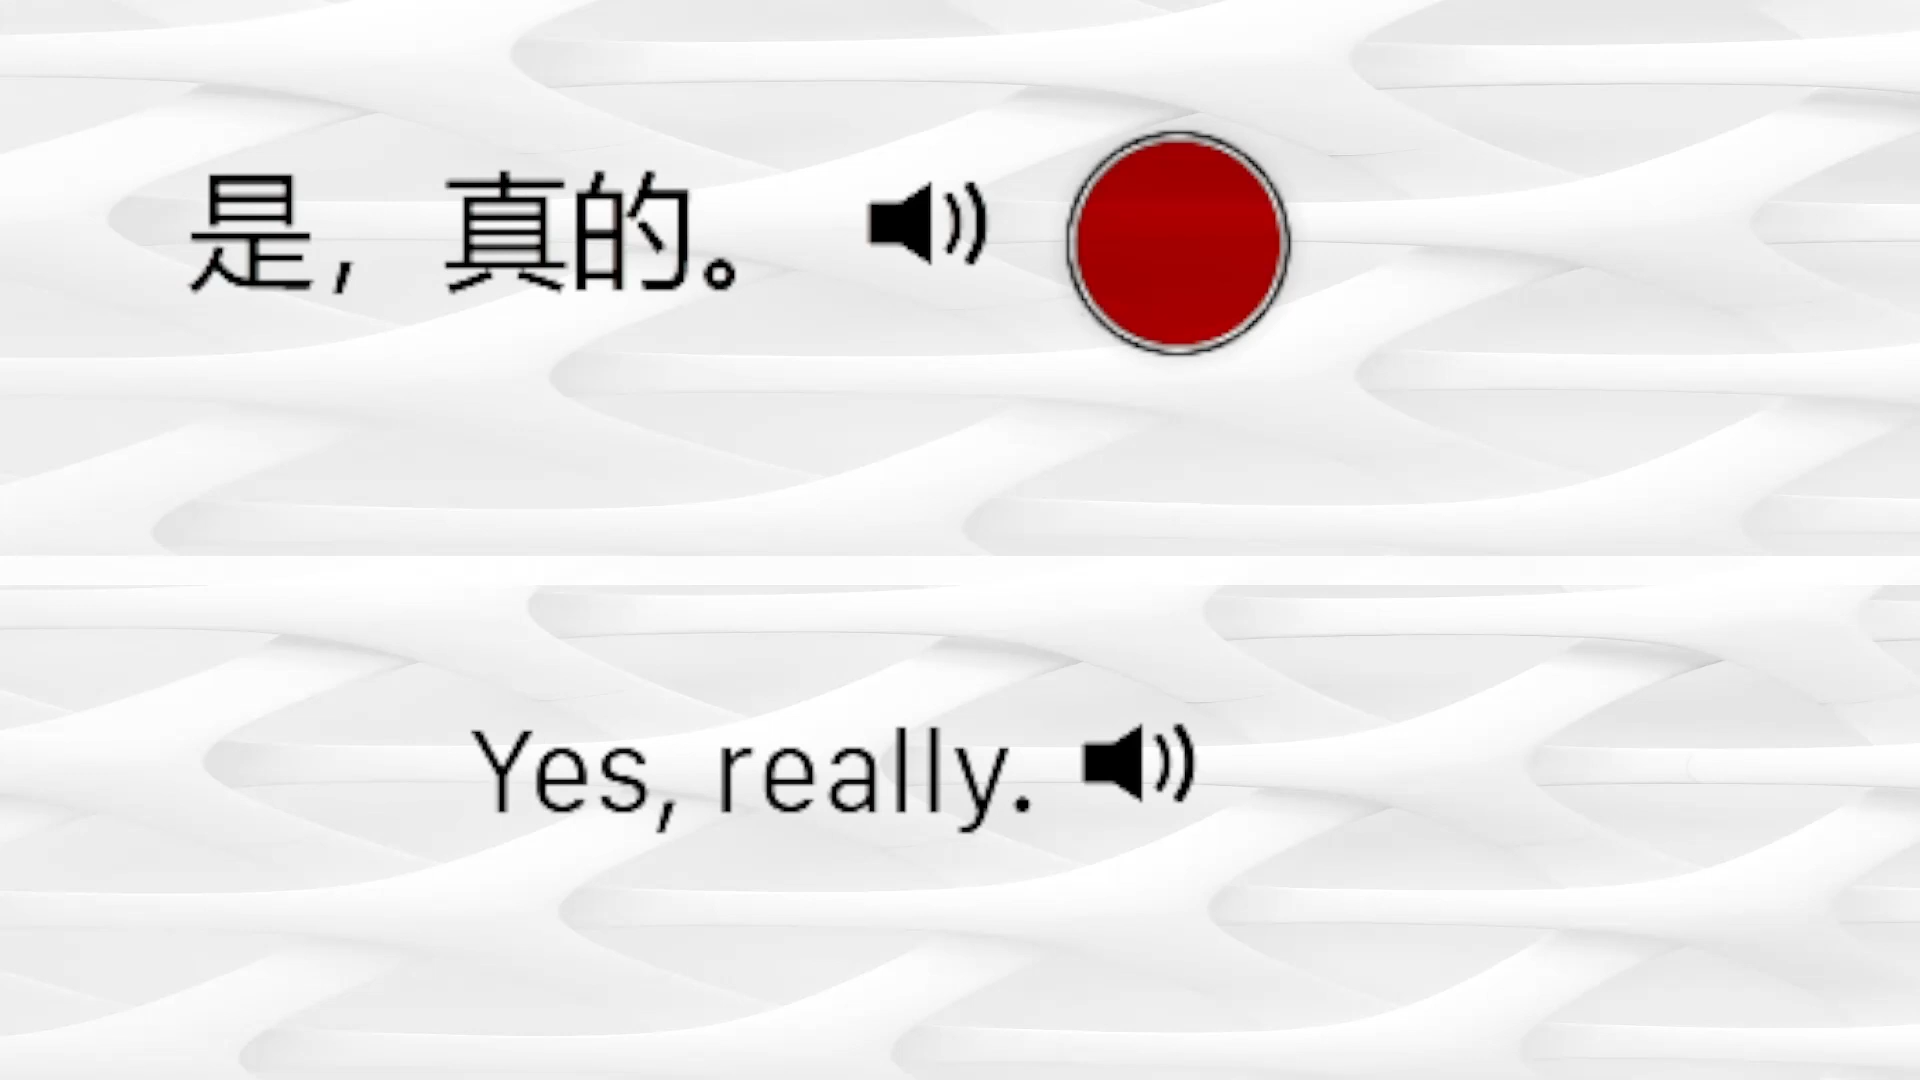 是，真的。
Yes, really.